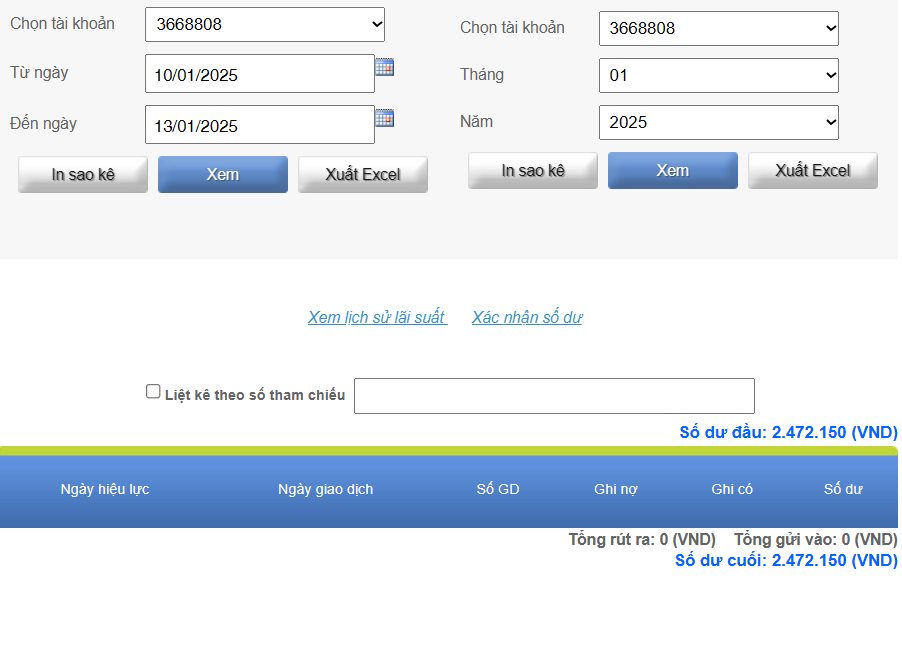 Chọn tài khoản 3668808
Từ ngày 10/01/2025
Đến ngày 13/01/2025
In sao kê Xem Xuất Excel
Chọn tài khoản 3668808
Tháng 01
Năm 2025
In sao kê Xem Xuất Excel
Xem lịch sử lãi suất Xác nhận số dư
Liệt kê theo số tham chiếu
Số dư đầu: 2.472.150 (VND)
Ngày hiệu lực Ngày giao dịch Số GD Ghi nợ Ghi có Số dư
Tổng rút ra: 0 (VND) Tổng gửi vào: 0 (VND)
Số dư cuối: 2.472.150 (VND)